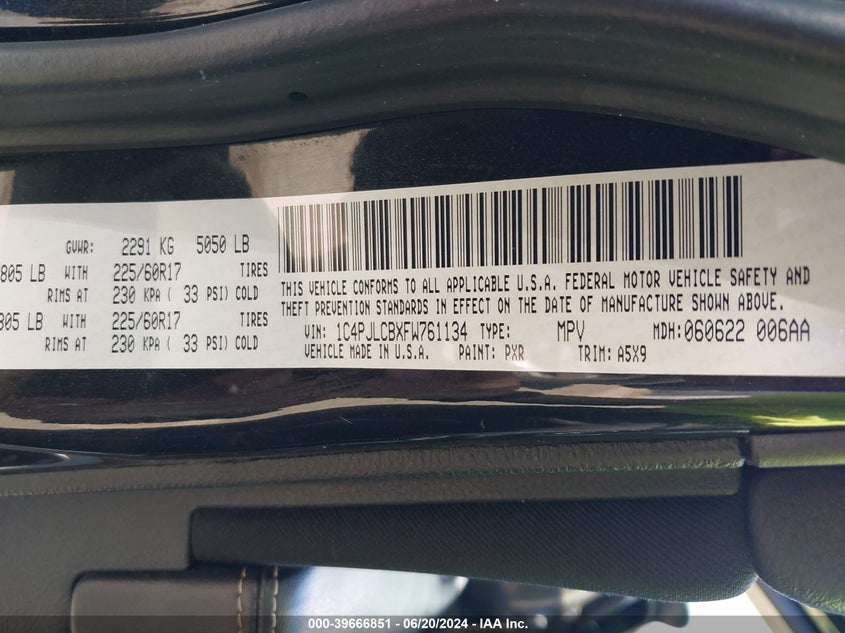 GVWR: 2291 KG 5050 LB
805 LB WITH 225/60R17 TIRES
RIMS AT 230 KPA ( 33 PSI) COLD
805 LB WITH 225/60R17 TIRES
RIMS AT 230 KPA ( 33 PSI) COLD
THIS VEHICLE CONFORMS TO ALL APPLICABLE U.S.A. FEDERAL MOTOR VEHICLE SAFETY AND
THEFT PREVENTION STANDARDS IN EFFECT ON THE DATE OF MANUFACTURE SHOWN ABOVE.
VIN: 1C4PJLCBXFW761134 TYPE: MPV MDH: 060622 006AA
VEHICLE MADE IN U.S.A. PAINT: PXR TRIM: A5X9
000-39666851 - 06/20/2024 - IAA Inc.